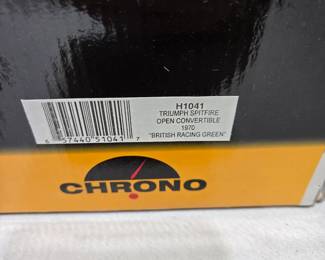 H1041
TRIUMPH SPITFIRE
OPEN CONVERTIBLE
1970
"BRITISH RACING GREEN"
6 57440 51041 7
CHRONO